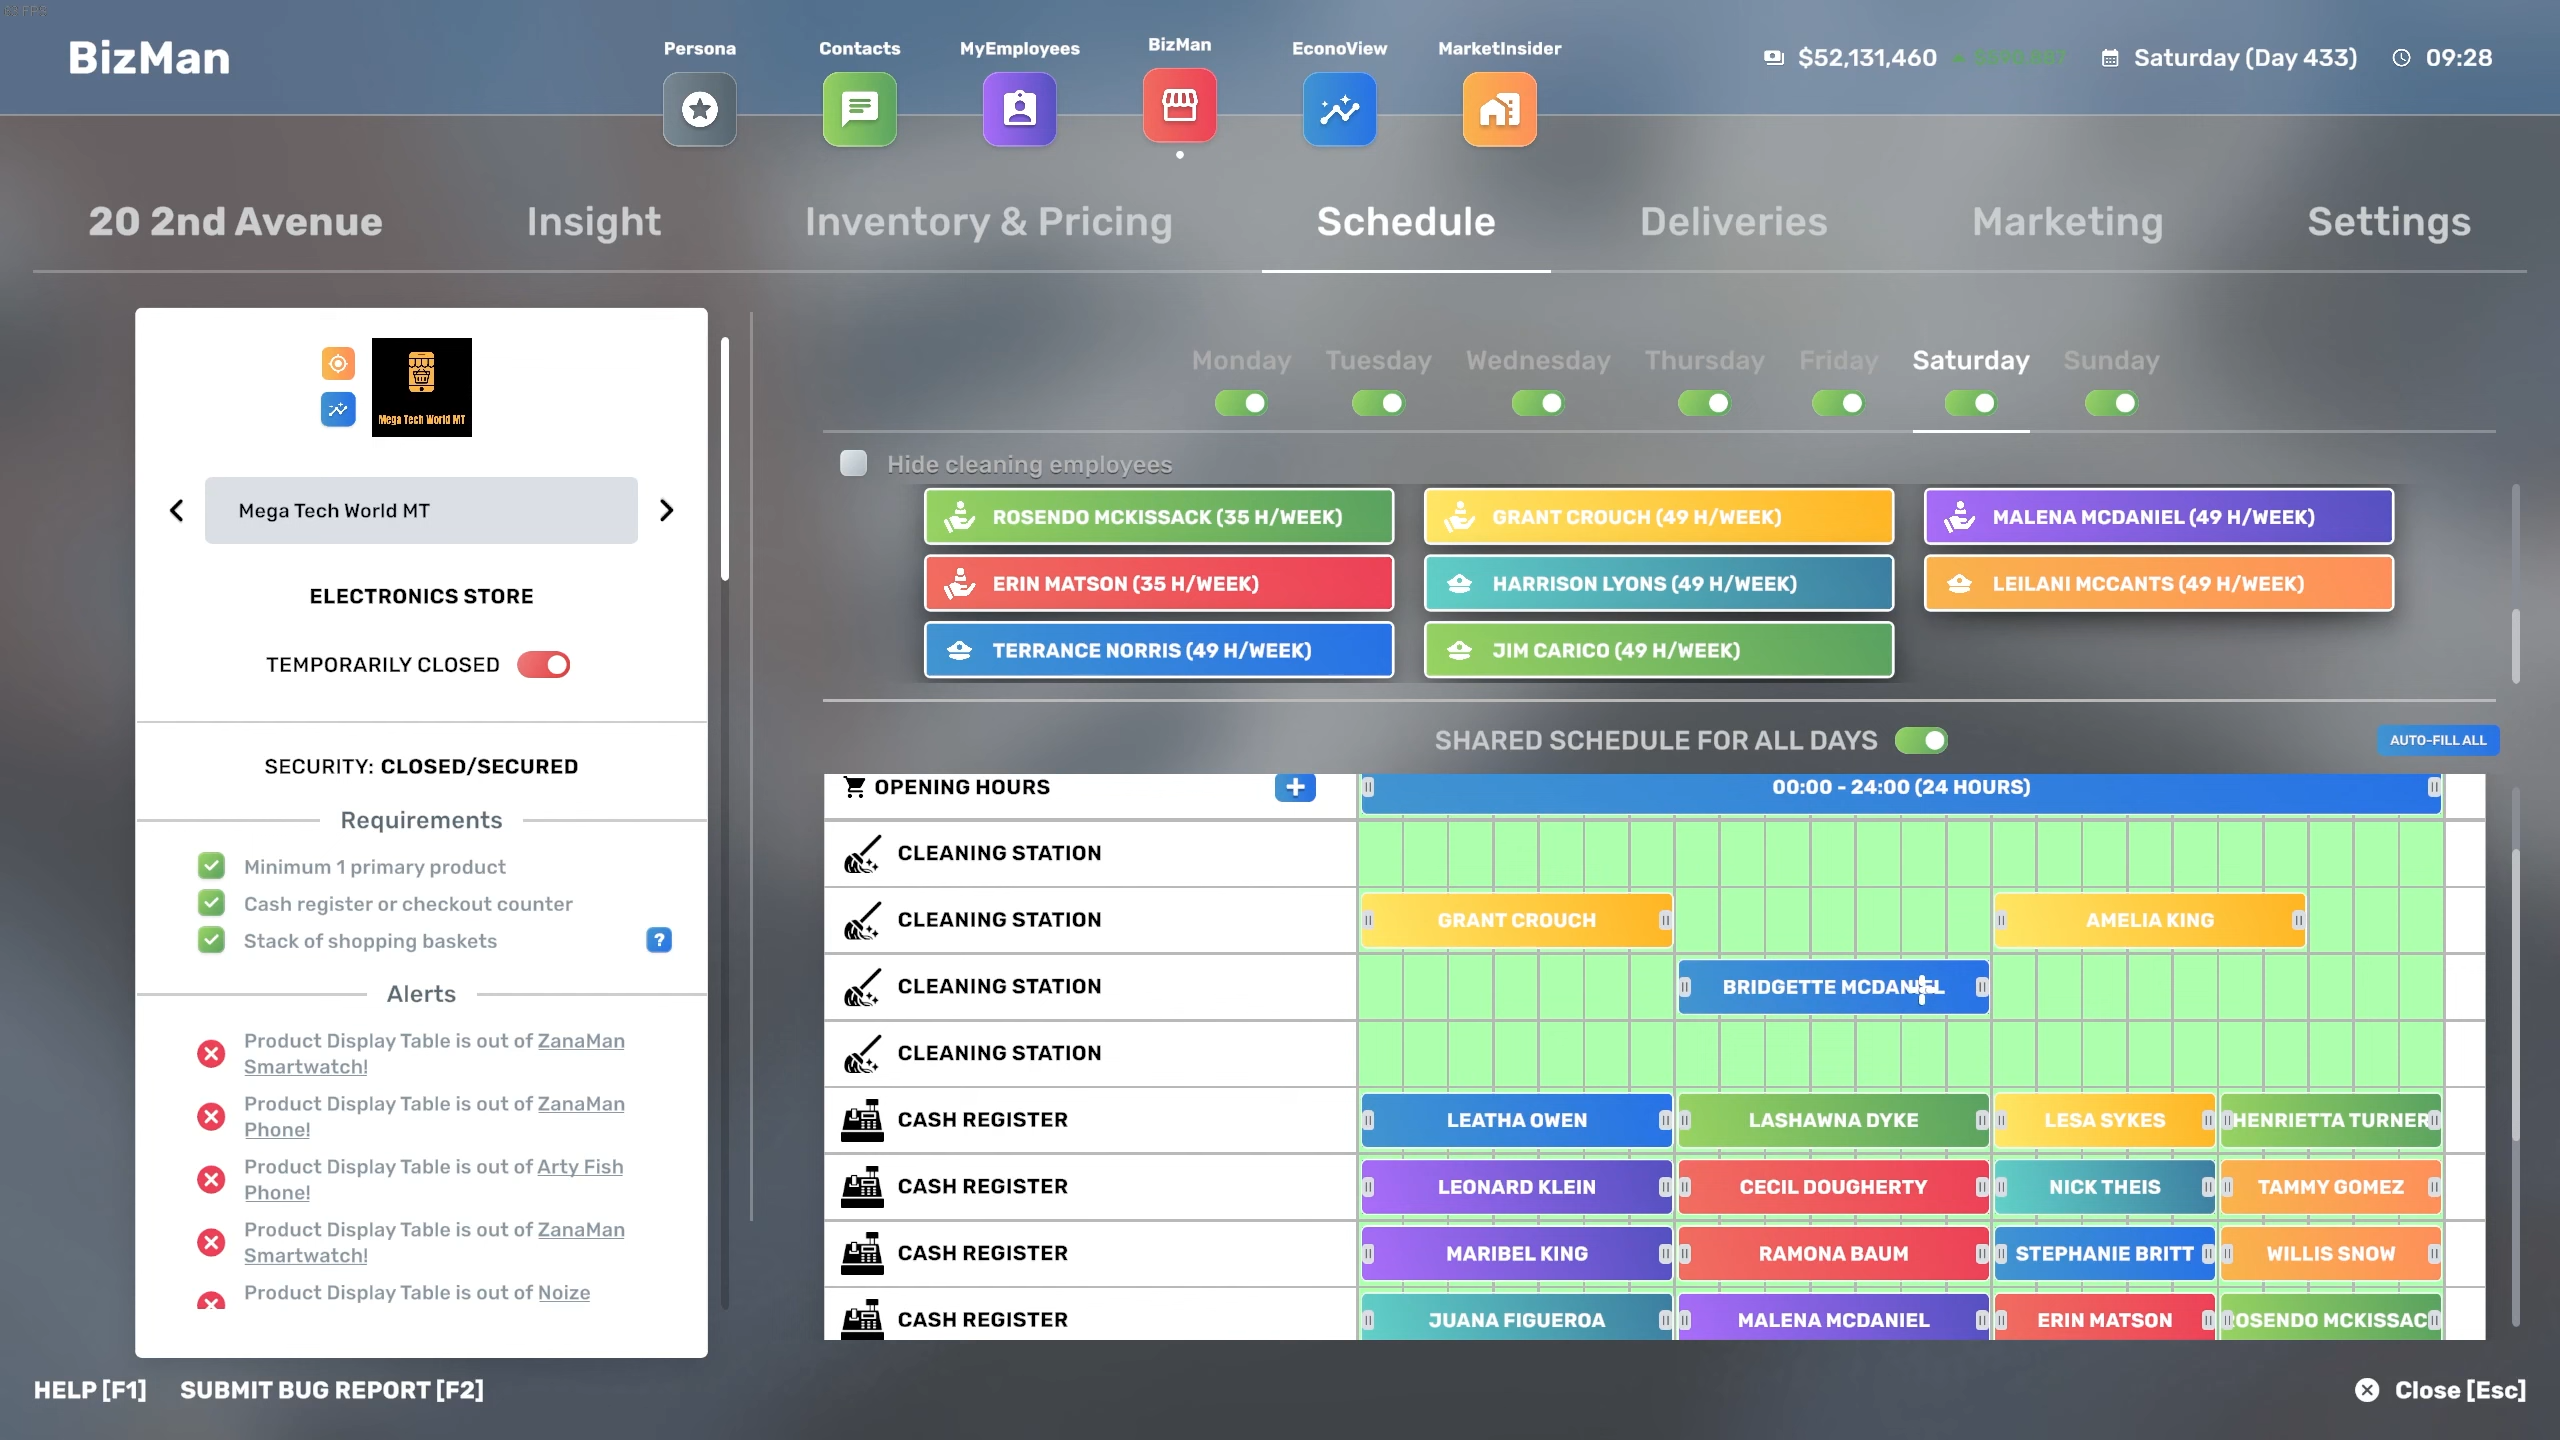 BizMan
Persona
Contacts
MyEmployees
BizMan
EconoView
MarketInsider
$52,131,460
Saturday (Day 433)
09:28
20 2nd Avenue
Insight
Inventory & Pricing
Schedule
Deliveries
Marketing
Settings
Mega Tech World MT
Mega Tech World MT
ELECTRONICS STORE
TEMPORARILY CLOSED
SECURITY: CLOSED/SECURED
Requirements
Minimum 1 primary product
Cash register or checkout counter
Stack of shopping baskets
?
Alerts
Product Display Table is out of ZanaMan
Smartwatch!
Product Display Table is out of ZanaMan
Phone!
Product Display Table is out of Arty Fish
Phone!
Product Display Table is out of ZanaMan
Smartwatch!
Product Display Table is out of Noize
Monday
Tuesday
Wednesday
Thursday
Friday
Saturday
Sunday
Hide cleaning employees
ROSENDO MCKISSACK (35 H/WEEK)
GRANT CROUCH (49 H/WEEK)
MALENA MCDANIEL (49 H/WEEK)
ERIN MATSON (35 H/WEEK)
HARRISON LYONS (49 H/WEEK)
LEILANI MCCANTS (49 H/WEEK)
TERRANCE NORRIS (49 H/WEEK)
JIM CARICO (49 H/WEEK)
SHARED SCHEDULE FOR ALL DAYS
AUTO-FILL ALL
OPENING HOURS
00:00 - 24:00 (24 HOURS)
CLEANING STATION
CLEANING STATION
GRANT CROUCH
AMELIA KING
CLEANING STATION
BRIDGETTE MCDANIEL
CLEANING STATION
CASH REGISTER
LEATHA OWEN
LASHAWNA DYKE
LESA SYKES
HENRIETTA TURNER
CASH REGISTER
LEONARD KLEIN
CECIL DOUGHERTY
NICK THEIS
TAMMY GOMEZ
CASH REGISTER
MARIBEL KING
RAMONA BAUM
STEPHANIE BRITT
WILLIS SNOW
CASH REGISTER
JUANA FIGUEROA
MALENA MCDANIEL
ERIN MATSON
OSENDO MCKISSAC
HELP [F1]
SUBMIT BUG REPORT [F2]
Close [Esc]